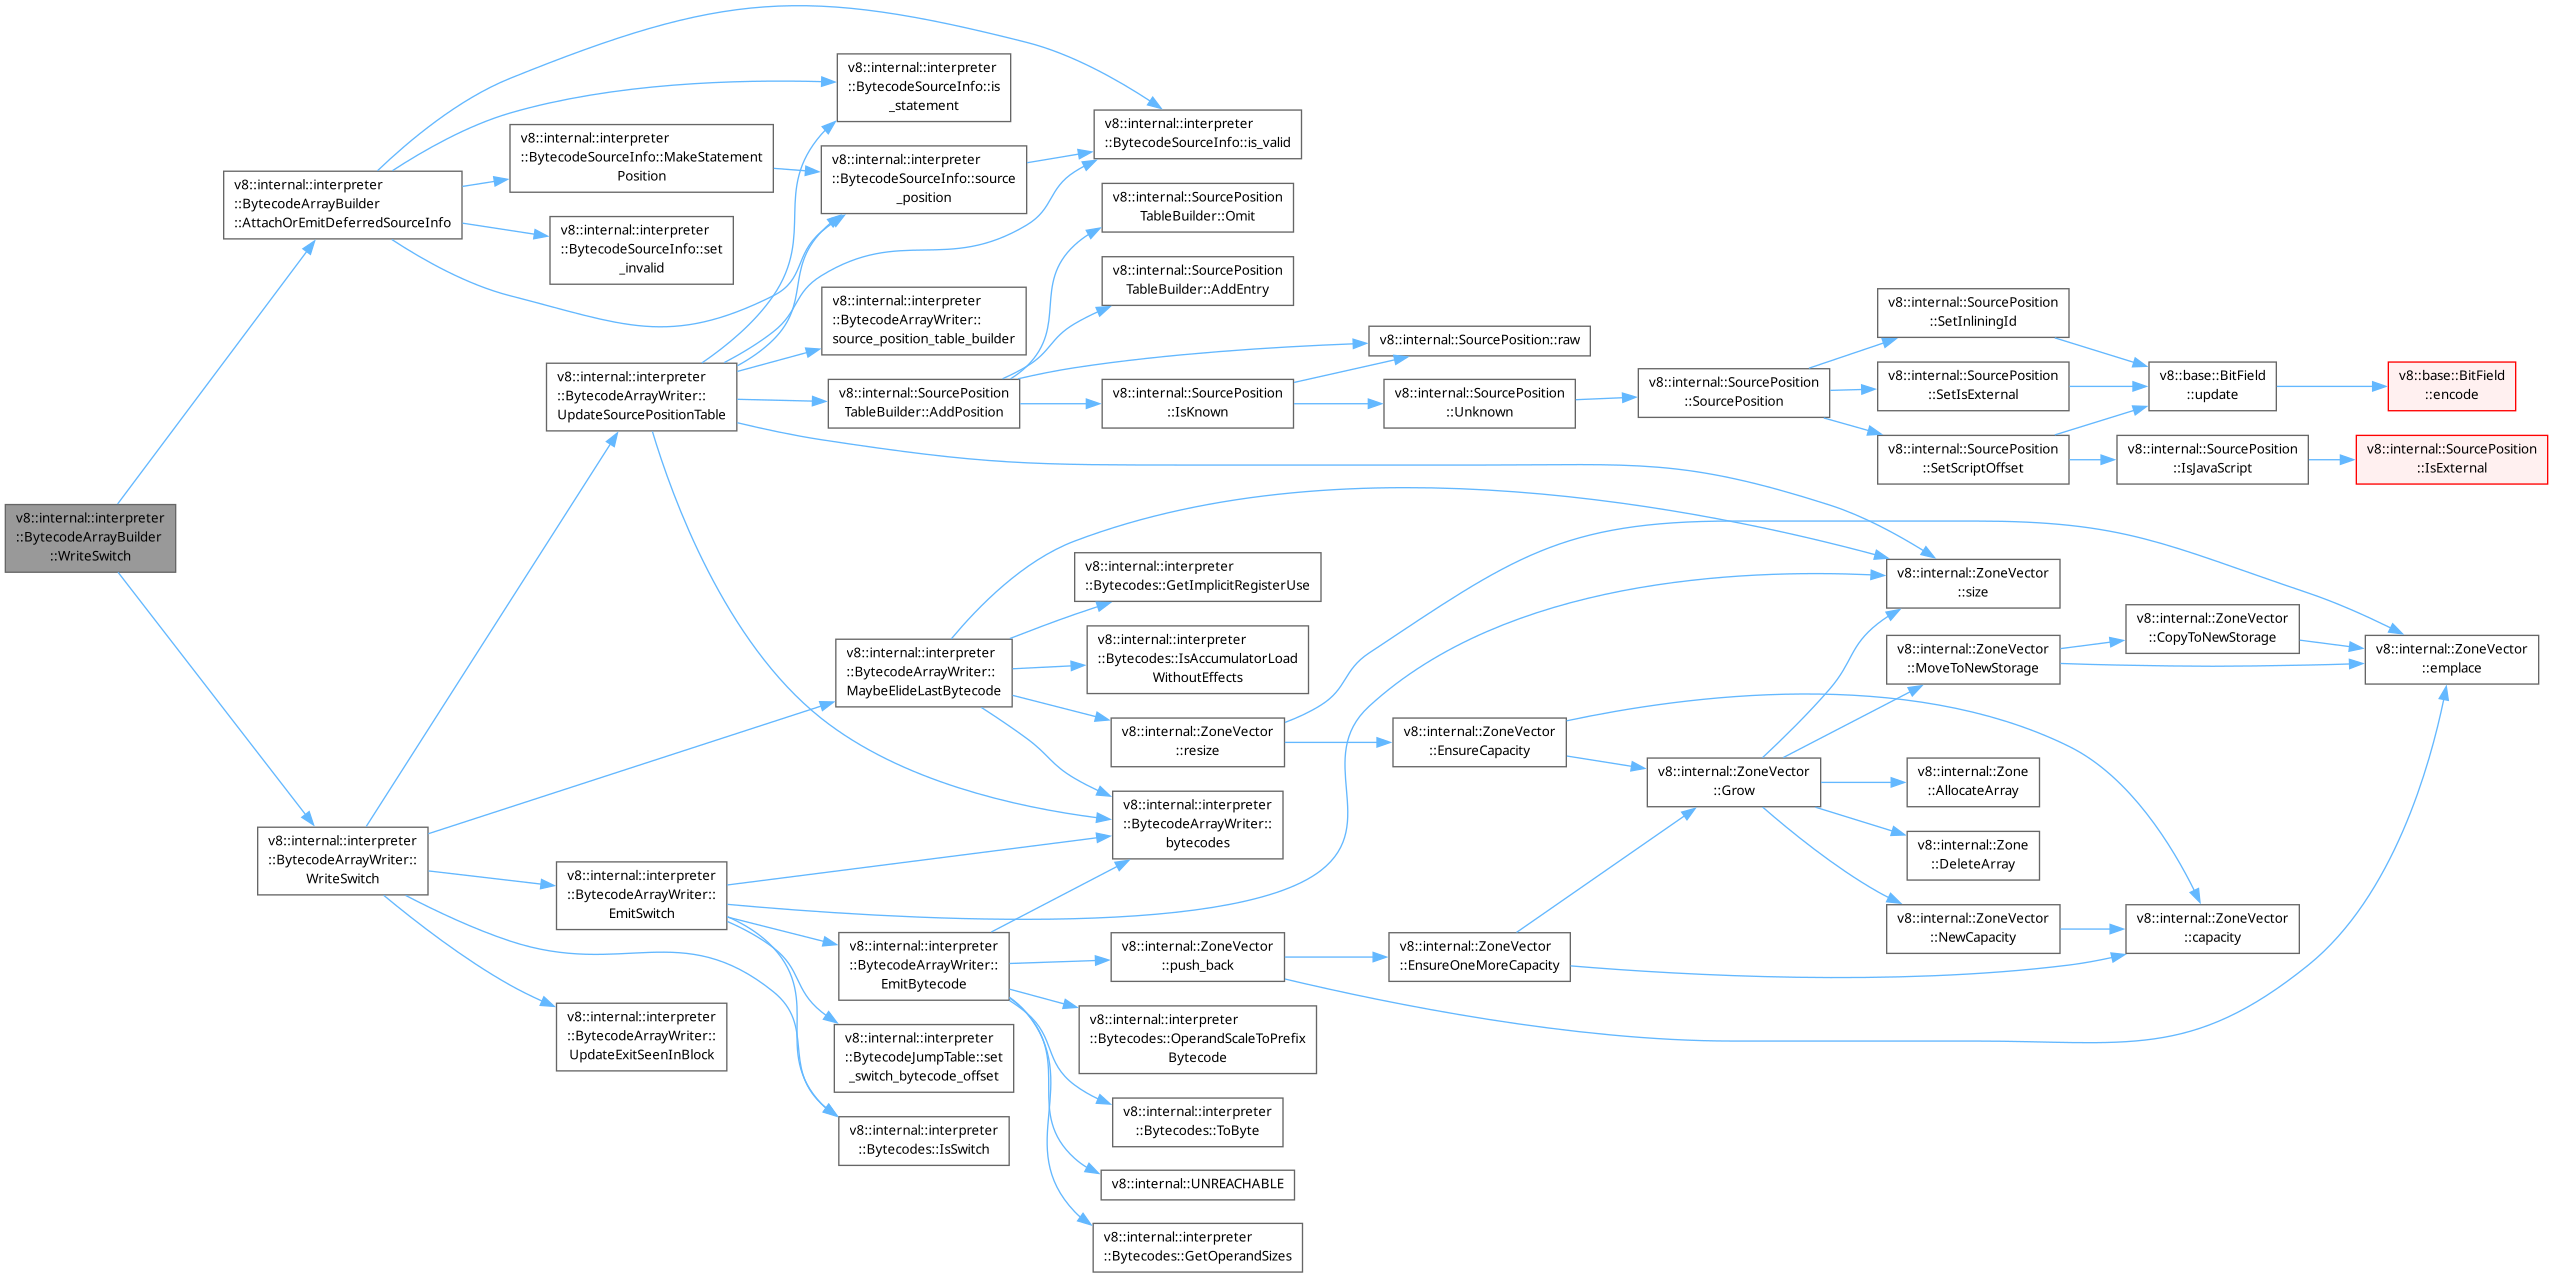 v8::internal::interpreter
::BytecodeArrayBuilder
::WriteSwitch
v8::internal::interpreter
::BytecodeArrayBuilder
::AttachOrEmitDeferredSourceInfo
v8::internal::interpreter
::BytecodeArrayWriter::
WriteSwitch
v8::internal::interpreter
::BytecodeSourceInfo::MakeStatement
Position
v8::internal::interpreter
::BytecodeSourceInfo::set
_invalid
v8::internal::interpreter
::BytecodeArrayWriter::
UpdateSourcePositionTable
v8::internal::interpreter
::BytecodeArrayWriter::
EmitSwitch
v8::internal::interpreter
::BytecodeArrayWriter::
UpdateExitSeenInBlock
v8::internal::interpreter
::BytecodeSourceInfo::is
_statement
v8::internal::interpreter
::BytecodeSourceInfo::source
_position
v8::internal::interpreter
::BytecodeArrayWriter::
source_position_table_builder
v8::internal::SourcePosition
TableBuilder::AddPosition
v8::internal::interpreter
::BytecodeArrayWriter::
MaybeElideLastBytecode
v8::internal::interpreter
::BytecodeArrayWriter::
EmitBytecode
v8::internal::interpreter
::BytecodeJumpTable::set
_switch_bytecode_offset
v8::internal::interpreter
::Bytecodes::IsSwitch
v8::internal::interpreter
::BytecodeSourceInfo::is_valid
v8::internal::SourcePosition
TableBuilder::Omit
v8::internal::SourcePosition
TableBuilder::AddEntry
v8::internal::SourcePosition
::IsKnown
v8::internal::interpreter
::Bytecodes::GetImplicitRegisterUse
v8::internal::interpreter
::Bytecodes::IsAccumulatorLoad
WithoutEffects
v8::internal::ZoneVector
::resize
v8::internal::interpreter
::BytecodeArrayWriter::
bytecodes
v8::internal::ZoneVector
::push_back
v8::internal::interpreter
::Bytecodes::OperandScaleToPrefix
Bytecode
v8::internal::interpreter
::Bytecodes::ToByte
v8::internal::UNREACHABLE
v8::internal::interpreter
::Bytecodes::GetOperandSizes
v8::internal::SourcePosition::raw
v8::internal::SourcePosition
::Unknown
v8::internal::ZoneVector
::EnsureCapacity
v8::internal::ZoneVector
::EnsureOneMoreCapacity
v8::internal::SourcePosition
::SourcePosition
v8::internal::ZoneVector
::Grow
v8::internal::SourcePosition
::SetInliningId
v8::internal::SourcePosition
::SetIsExternal
v8::internal::SourcePosition
::SetScriptOffset
v8::internal::ZoneVector
::size
v8::internal::ZoneVector
::MoveToNewStorage
v8::internal::Zone
::AllocateArray
v8::internal::Zone
::DeleteArray
v8::internal::ZoneVector
::NewCapacity
v8::base::BitField
::update
v8::internal::SourcePosition
::IsJavaScript
v8::internal::ZoneVector
::CopyToNewStorage
v8::internal::ZoneVector
::capacity
v8::base::BitField
::encode
v8::internal::SourcePosition
::IsExternal
v8::internal::ZoneVector
::emplace